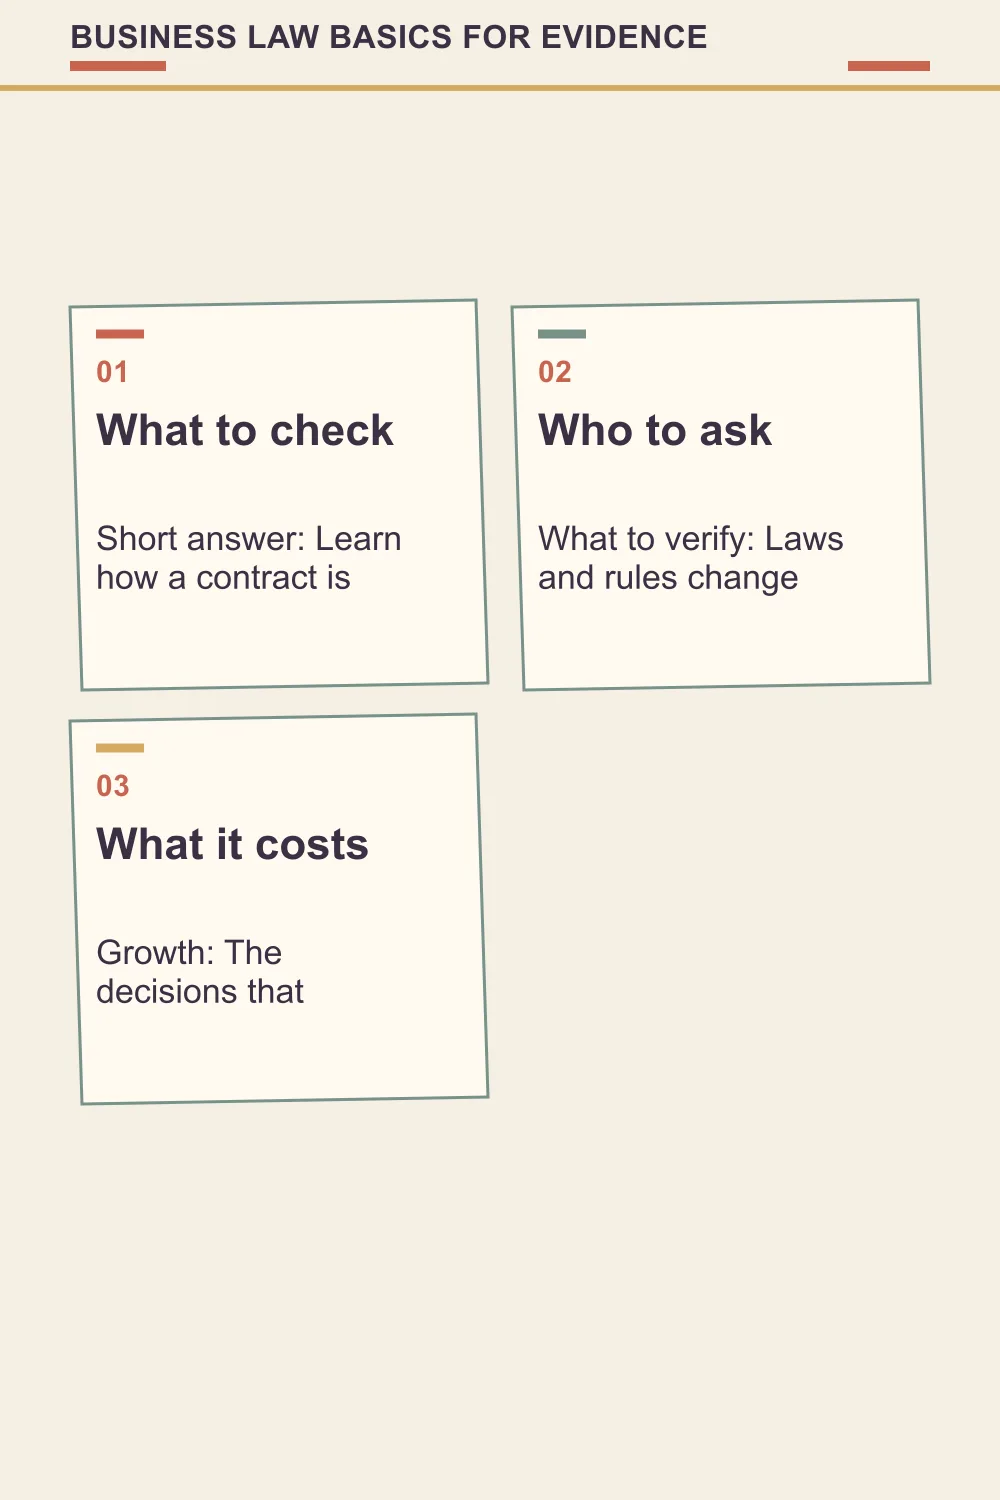 BUSINESS LAW BASICS FOR EVIDENCE
01
What to check
Short answer: Learn
how a contract is
02
Who to ask
What to verify: Laws
and rules change
03
What it costs
Growth: The
decisions that